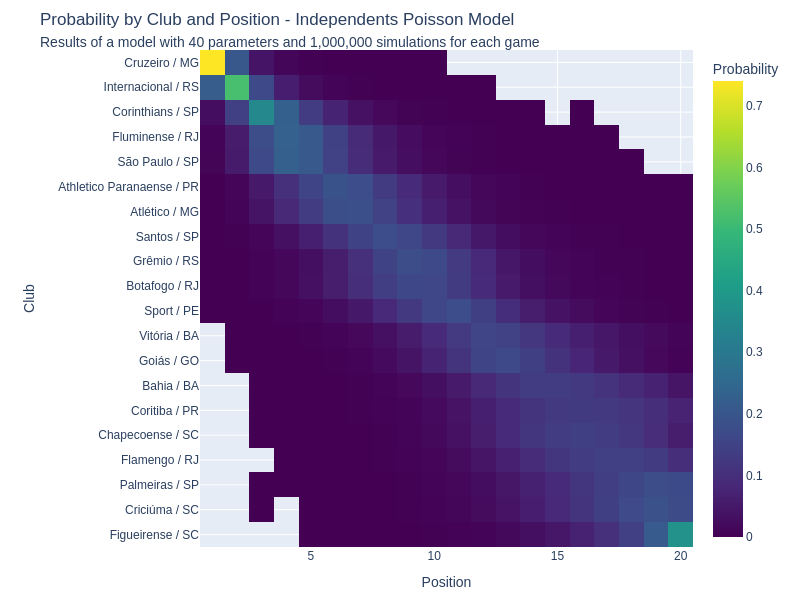 Probability by Club and Position - Independents Poisson Model
Results of a model with 40 parameters and 1,000,000 simulations for each game
Probability
Cruzeiro / MG
Internacional / RS
Corinthians / SP
Fluminense / RJ
São Paulo / SP
Athletico Paranaense / PR
Atlético / MG
Santos / SP
Grêmio / RS
Botafogo / RJ
Sport / PE
Vitória / BA
Goiás / GO
Bahia / BA
Coritiba / PR
Chapecoense / SC
Flamengo / RJ
Palmeiras / SP
Criciúma / SC
Figueirense / SC
Club
5
10
15
20
Position
0.7
0.6
0.5
0.4
0.3
0.2
0.1
0